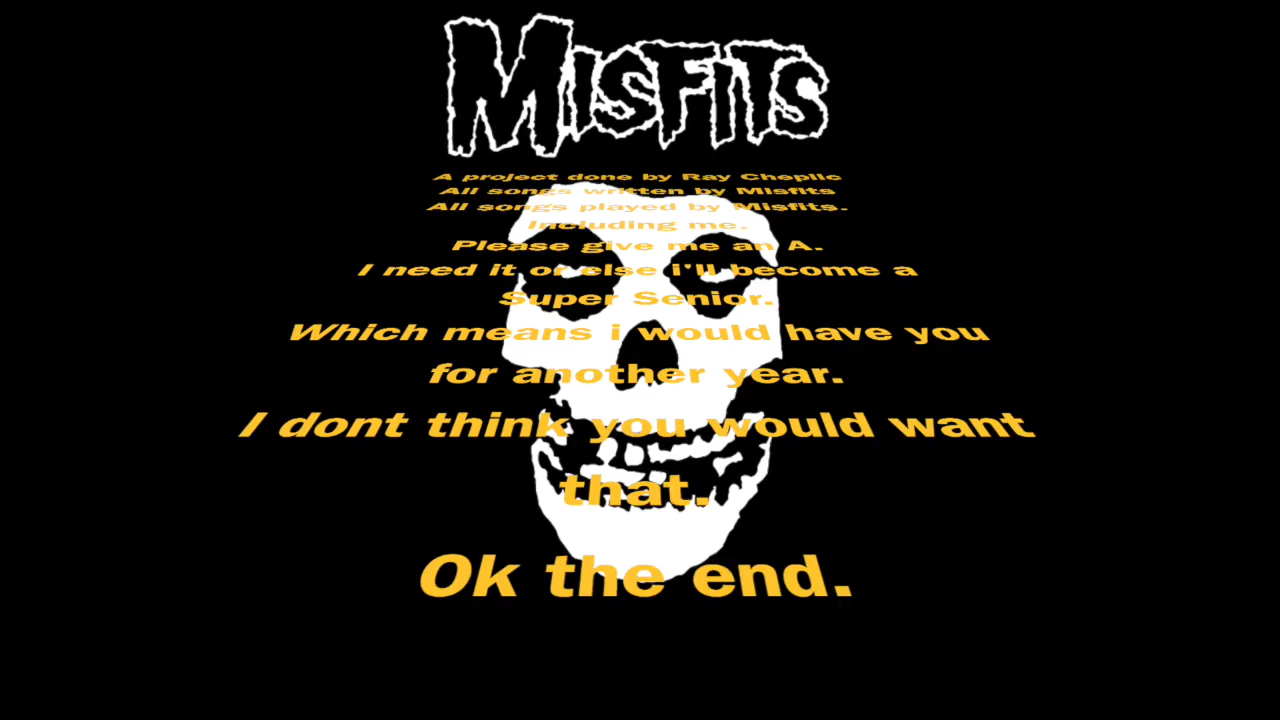 MISFITS
A project done by Ray Cheplic
All songs written by Misfits
All songs played by Misfits.
Including me.
Please give me an A.
I need it or else i'll become a
Super Senior.
Which means i would have you
for another year.
I dont think you would want
that.
Ok the end.